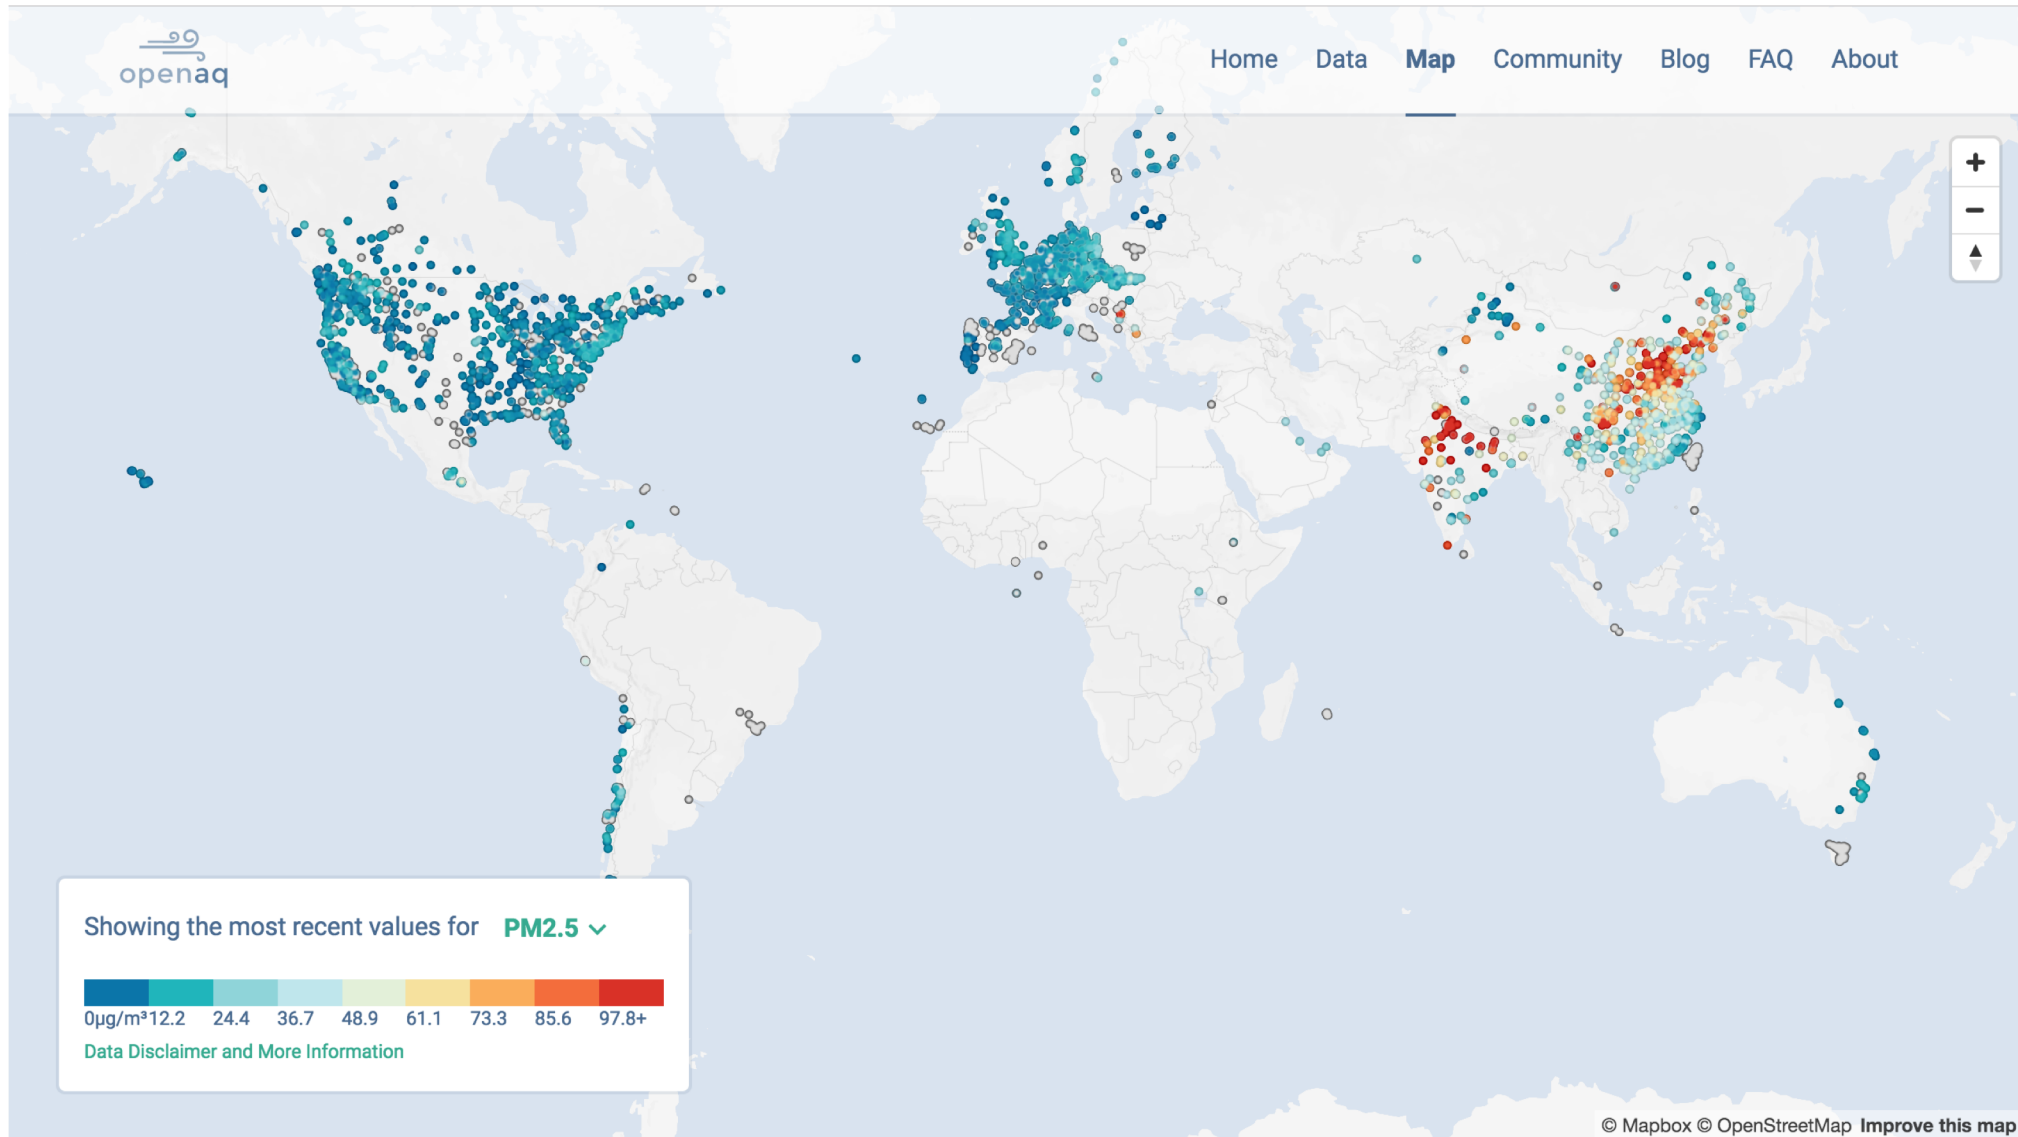 openaq
Home Data Map Community Blog FAQ About
+
−
Showing the most recent values for PM2.5
0μg/m³ 12.2 24.4 36.7 48.9 61.1 73.3 85.6 97.8+
Data Disclaimer and More Information
© Mapbox © OpenStreetMap Improve this map